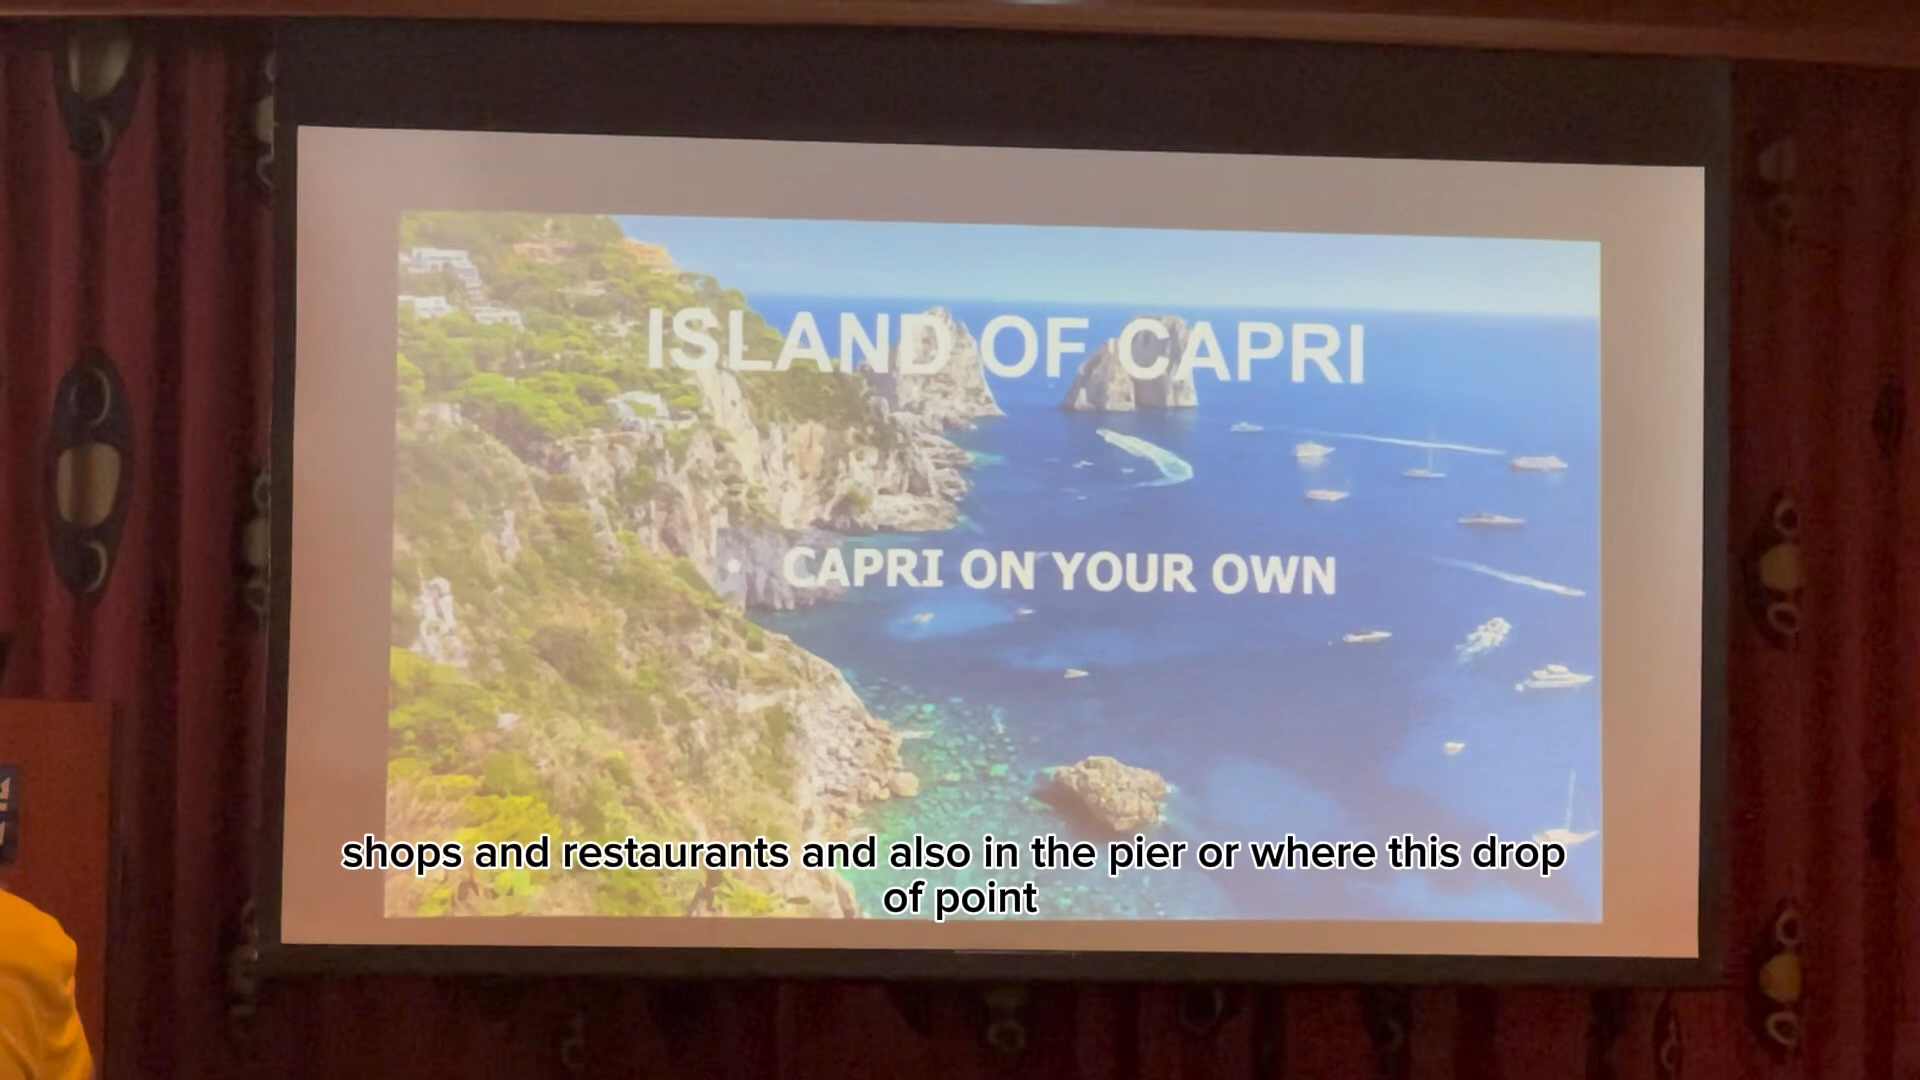 ISLAND OF CAPRI
• CAPRI ON YOUR OWN
shops and restaurants and also in the pier or where this drop
of point